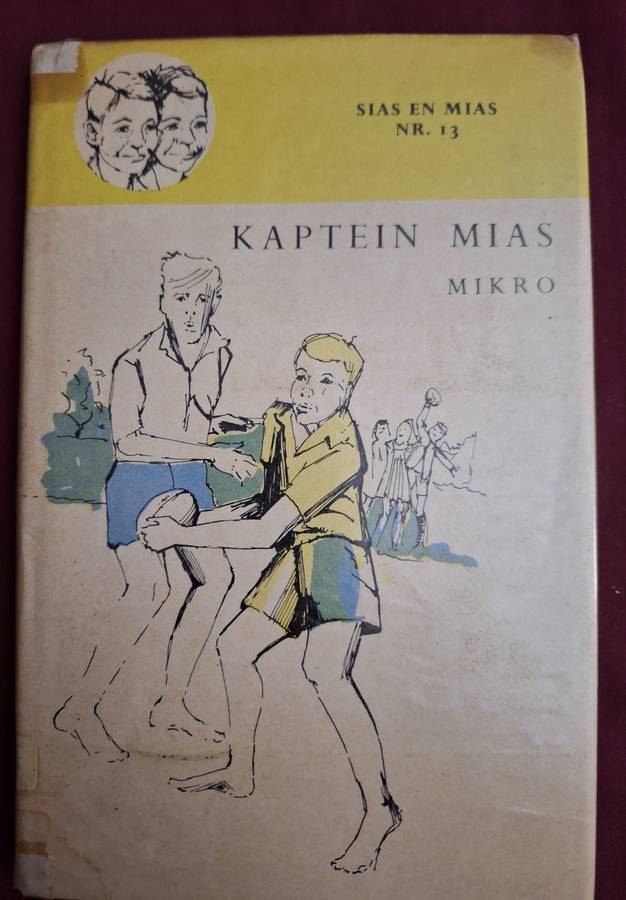 SIAS EN MIAS
NR. 13
KAPTEIN MIAS
MIKRO